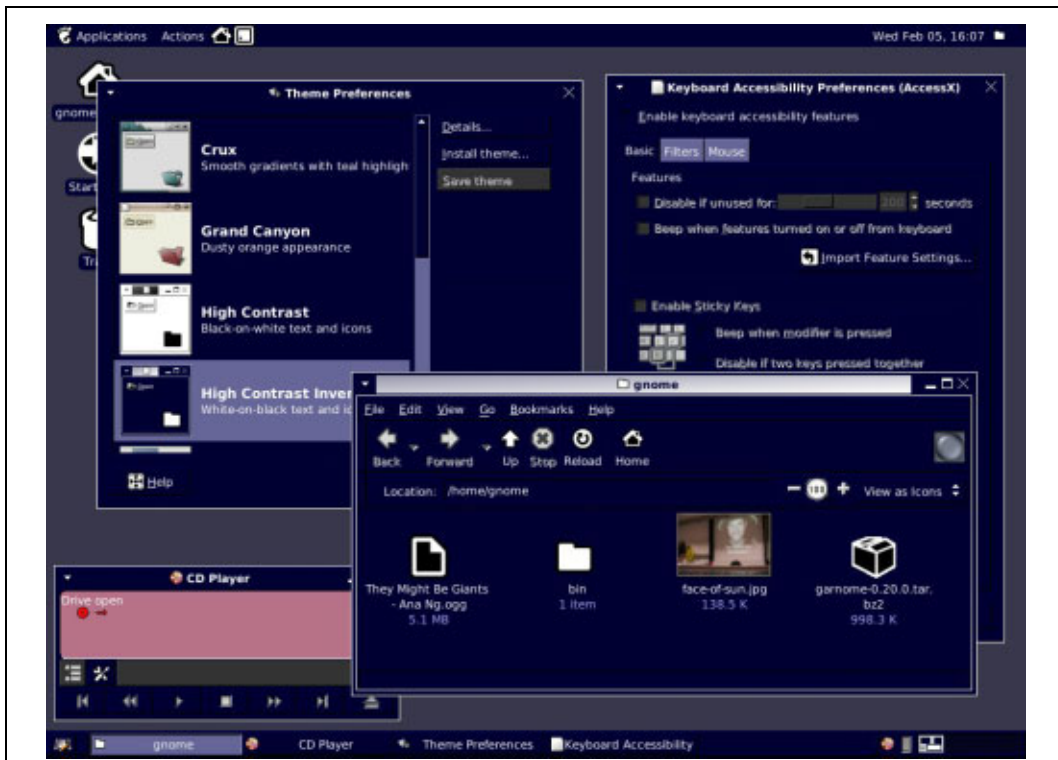 Applications Actions
Wed Feb 05, 16:07
gnome
Start
Tr
Theme Preferences
Crux
Smooth gradients with teal highligh
Grand Canyon
Dusty orange appearance
High Contrast
Black-on-white text and icons
High Contrast Inver
White-on-black text and ic
Details...
Install theme...
Save theme
Help
Keyboard Accessibility Preferences (AccessX)
Enable keyboard accessibility features
Basic Filters Mouse
Features
Disable if unused for: 200 seconds
Beep when features turned on or off from keyboard
Import Feature Settings...
Enable Sticky Keys
Beep when modifier is pressed
Disable if two keys pressed together
gnome
File Edit View Go Bookmarks Help
Back Forward Up Stop Reload Home
Location: /home/gnome
100
View as Icons
They Might Be Giants
- Ana Ng.ogg
5.1 MB
bin
1 item
face-of-sun.jpg
138.5 K
garnome-0.20.0.tar.
bz2
998.3 K
CD Player
Drive open
gnome CD Player Theme Preferences Keyboard Accessibility